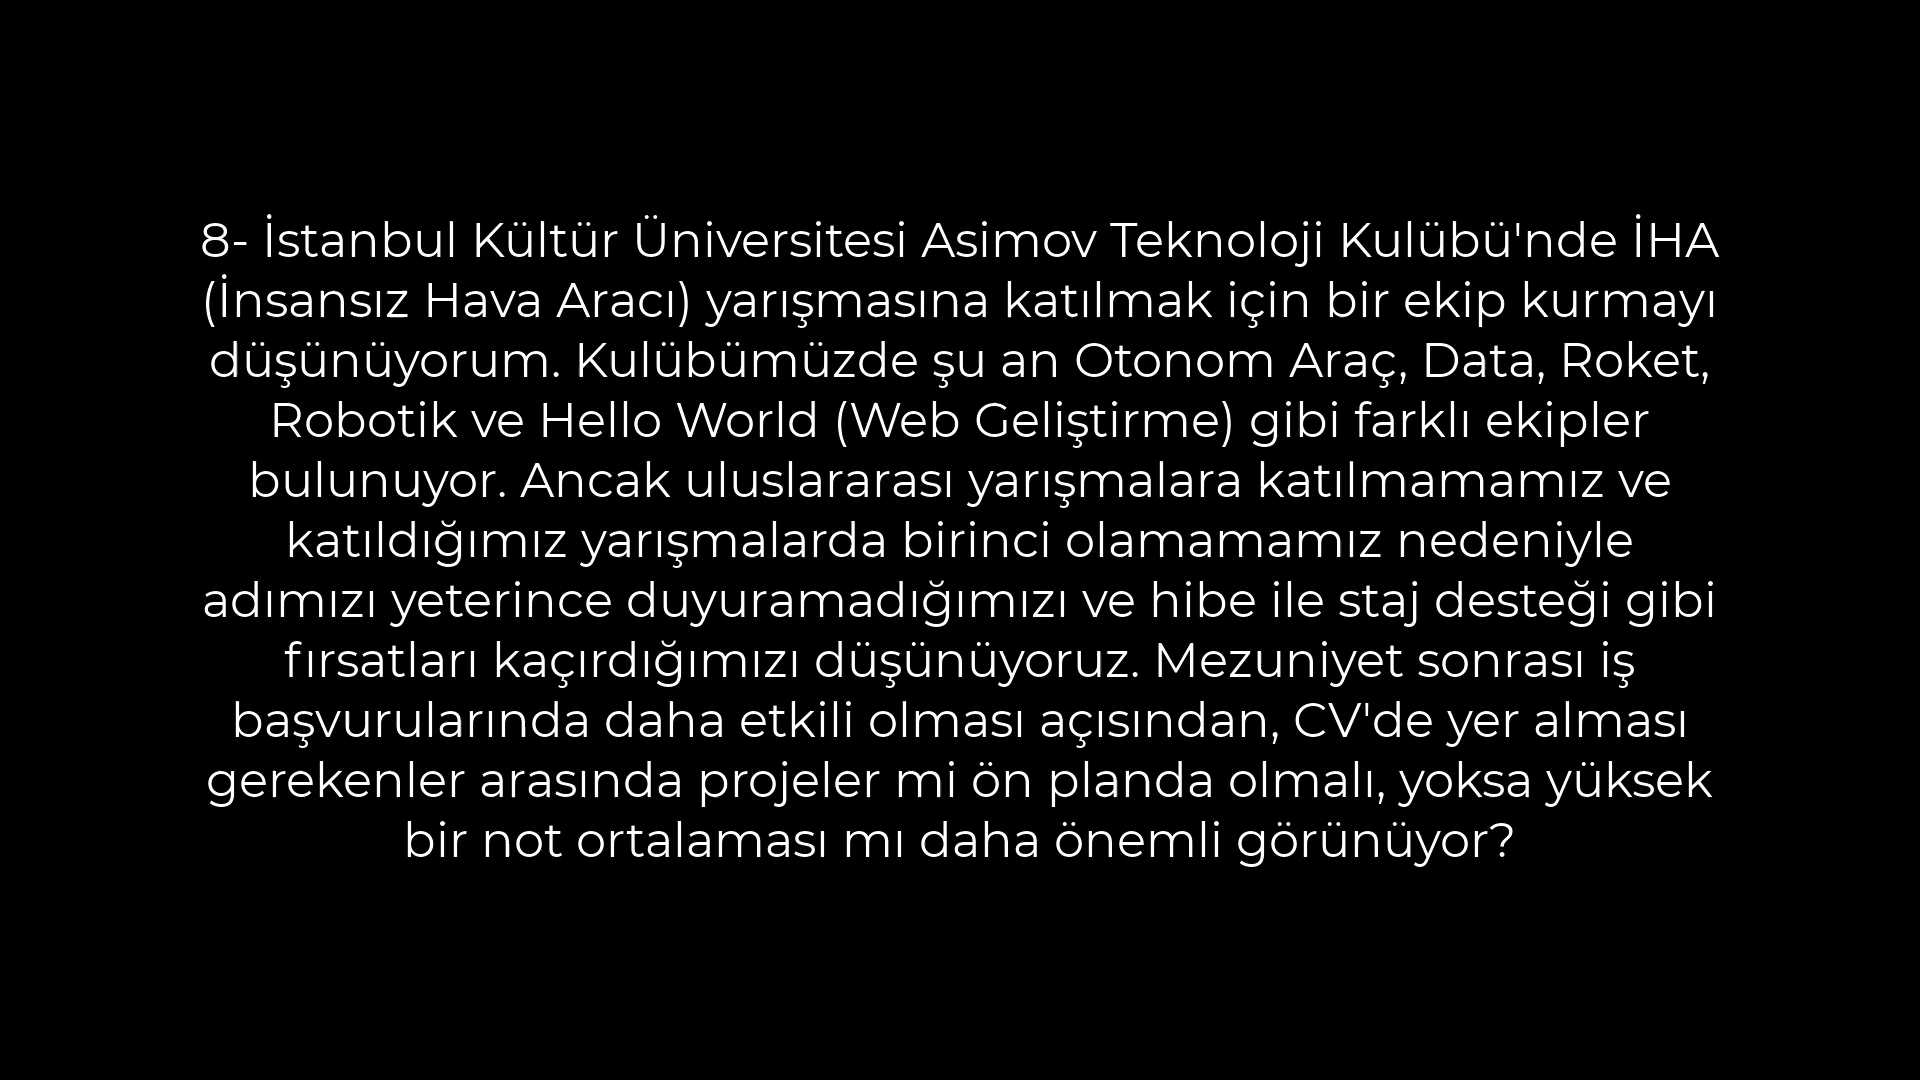 8- İstanbul Kültür Üniversitesi Asimov Teknoloji Kulübü'nde İHA
(İnsansız Hava Aracı) yarışmasına katılmak için bir ekip kurmayı
düşünüyorum. Kulübümüzde şu an Otonom Araç, Data, Roket,
Robotik ve Hello World (Web Geliştirme) gibi farklı ekipler
bulunuyor. Ancak uluslararası yarışmalara katılmamamız ve
katıldığımız yarışmalarda birinci olamamamız nedeniyle
adımızı yeterince duyuramadığımızı ve hibe ile staj desteği gibi
fırsatları kaçırdığımızı düşünüyoruz. Mezuniyet sonrası iş
başvurularında daha etkili olması açısından, CV'de yer alması
gerekenler arasında projeler mi ön planda olmalı, yoksa yüksek
bir not ortalaması mı daha önemli görünüyor?